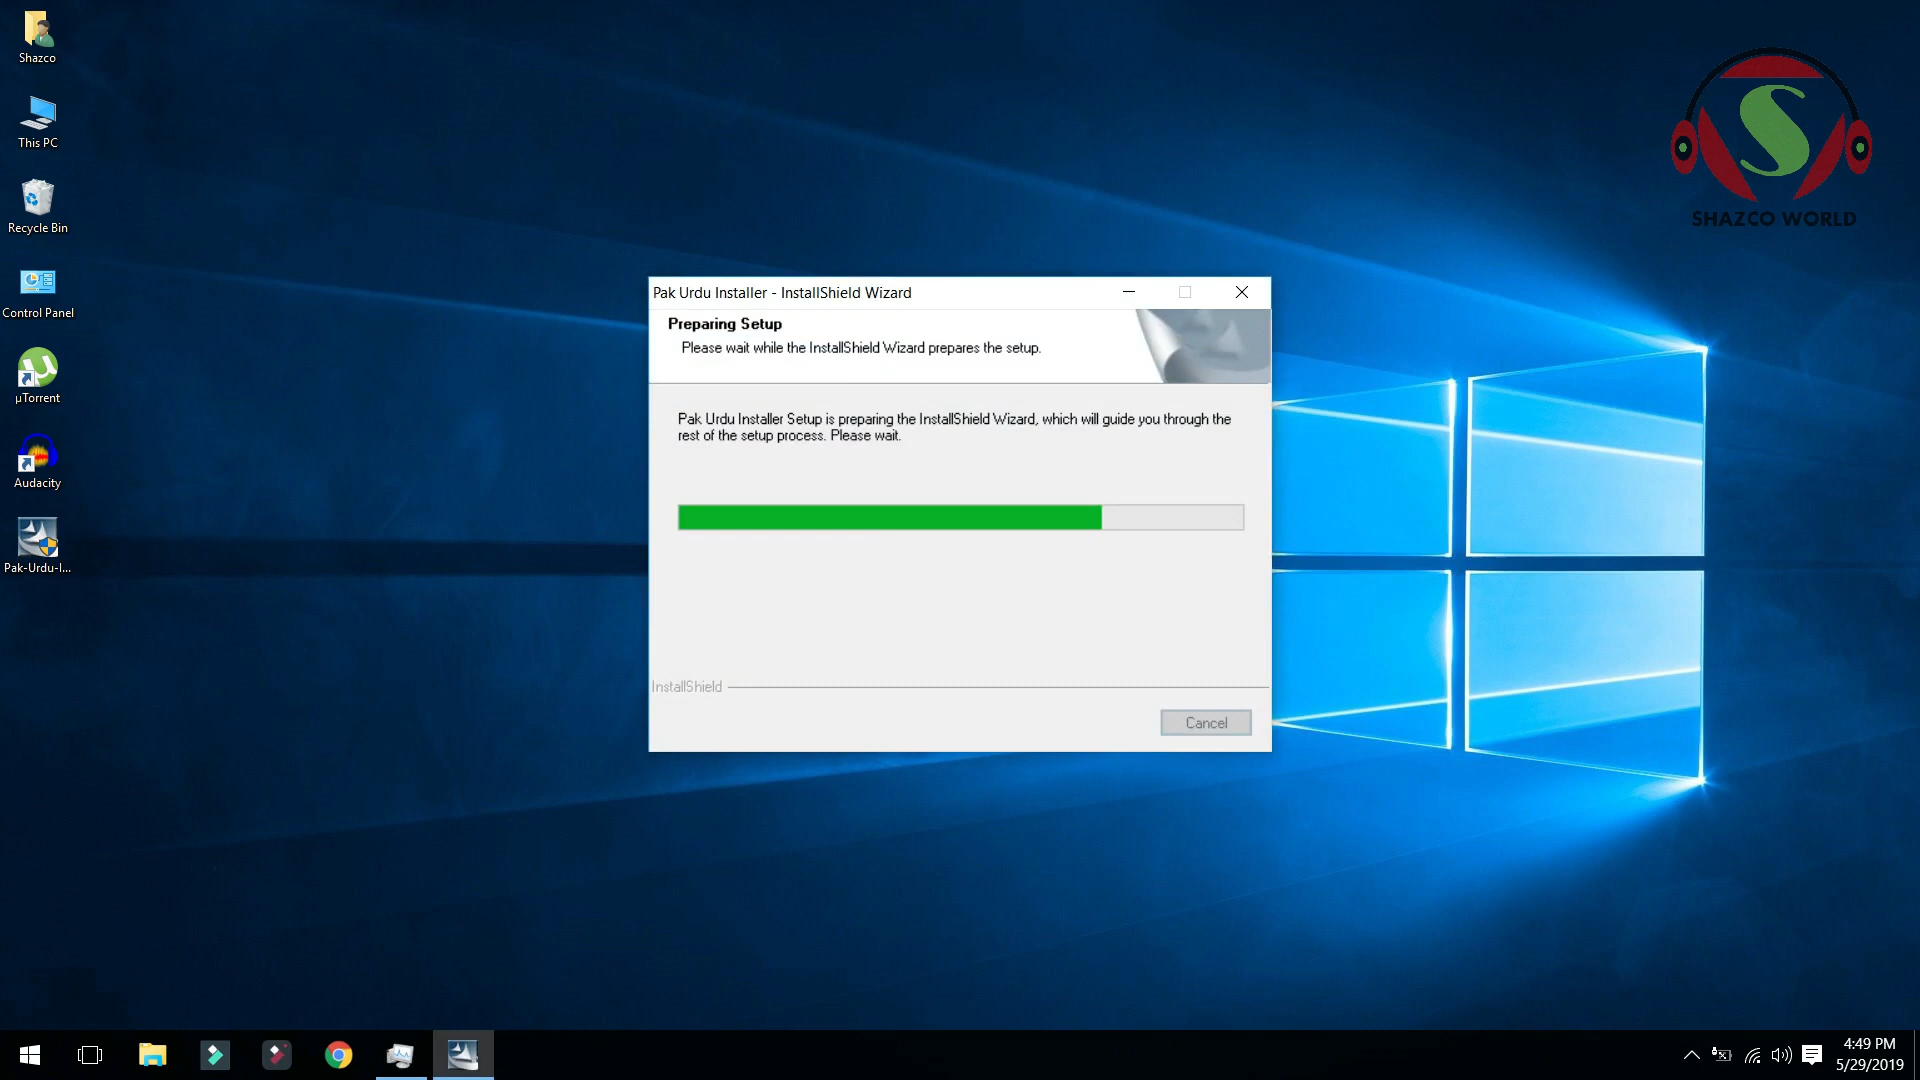 Shazco
This PC
Recycle Bin
Control Panel
µTorrent
Audacity
Pak-Urdu-I...
SHAZCO WORLD
Pak Urdu Installer - InstallShield Wizard
Preparing Setup
Please wait while the InstallShield Wizard prepares the setup.
Pak Urdu Installer Setup is preparing the InstallShield Wizard, which will guide you through the
rest of the setup process. Please wait.
InstallShield
Cancel
4:49 PM
5/29/2019